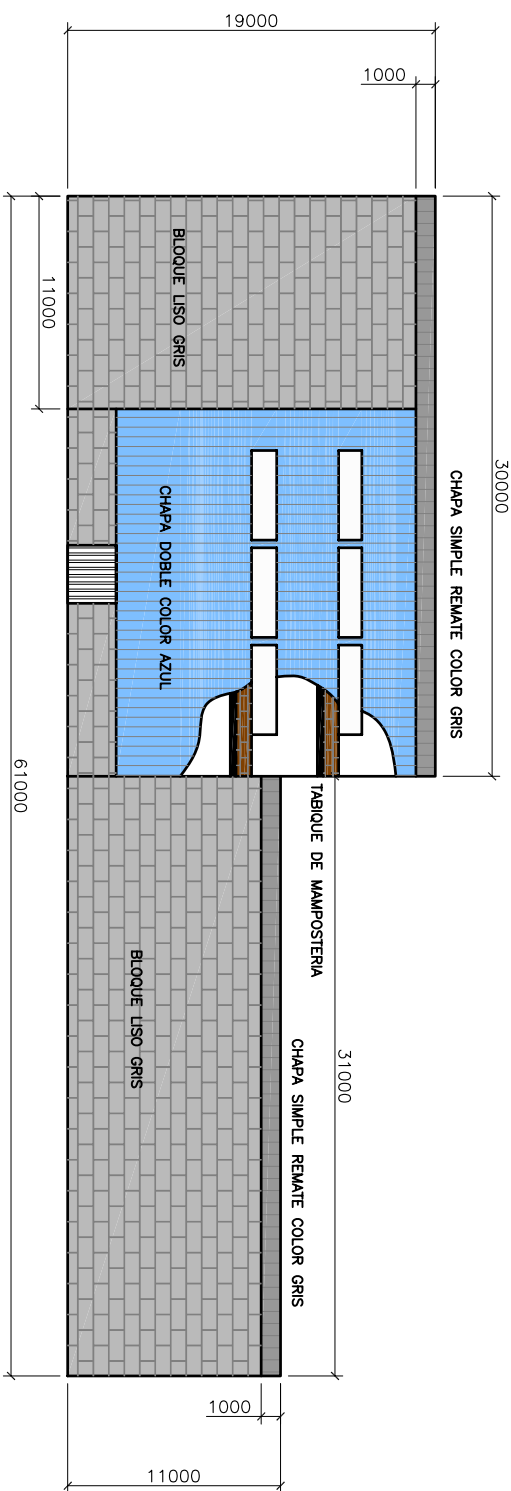 19000
1000
30000
CHAPA SIMPLE REMATE COLOR GRIS
BLOQUE LISO GRIS
11000
CHAPA DOBLE COLOR AZUL
TABIQUE DE MAMPOSTERIA
31000
CHAPA SIMPLE REMATE COLOR GRIS
BLOQUE LISO GRIS
61000
1000
11000